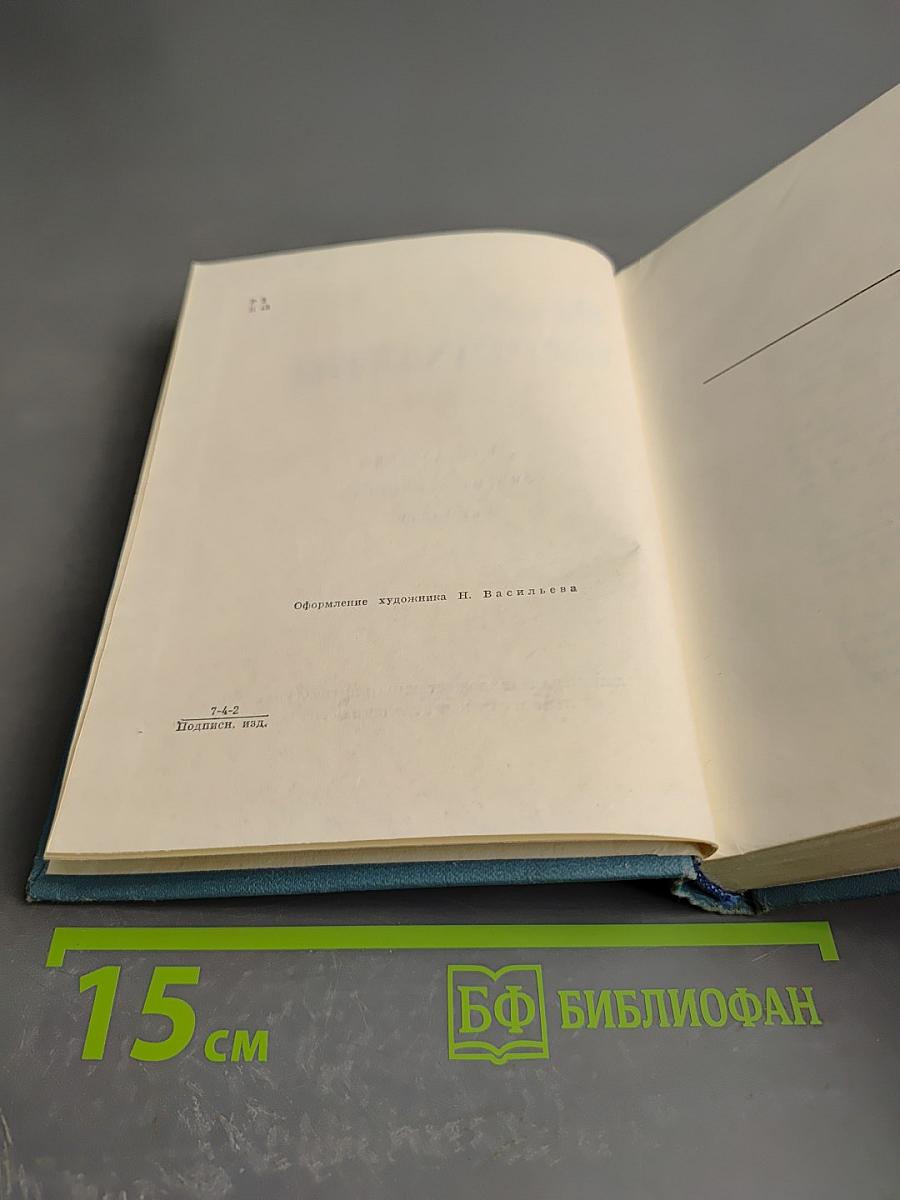 Оформление художника Н. Васильева
7-4-2
Подписн. изд.
15 см
БФ БИБЛИОФАН